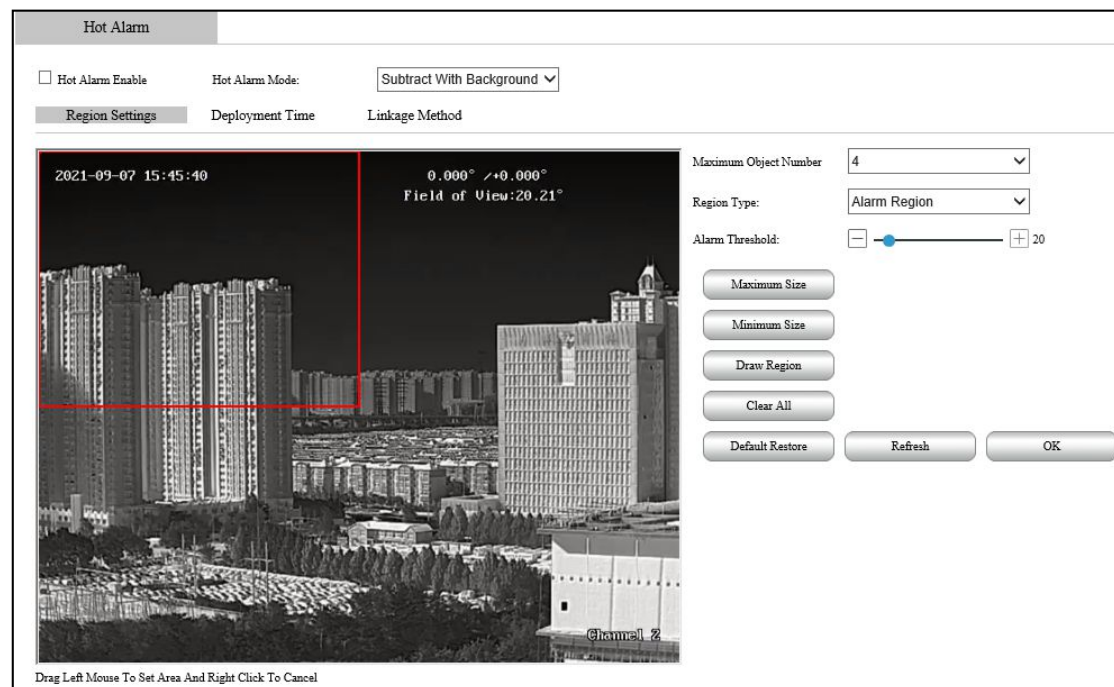 Hot Alarm
Hot Alarm Enable Hot Alarm Mode: Subtract With Background
Region Settings Deployment Time Linkage Method
2021-09-07 15:45:40 0.000° /+0.000°
Field of View:20.21°
Maximum Object Number 4
Region Type: Alarm Region
Alarm Threshold: 20
Maximum Size
Minimum Size
Draw Region
Clear All
Default Restore Refresh OK
Channel Z
Drag Left Mouse To Set Area And Right Click To Cancel